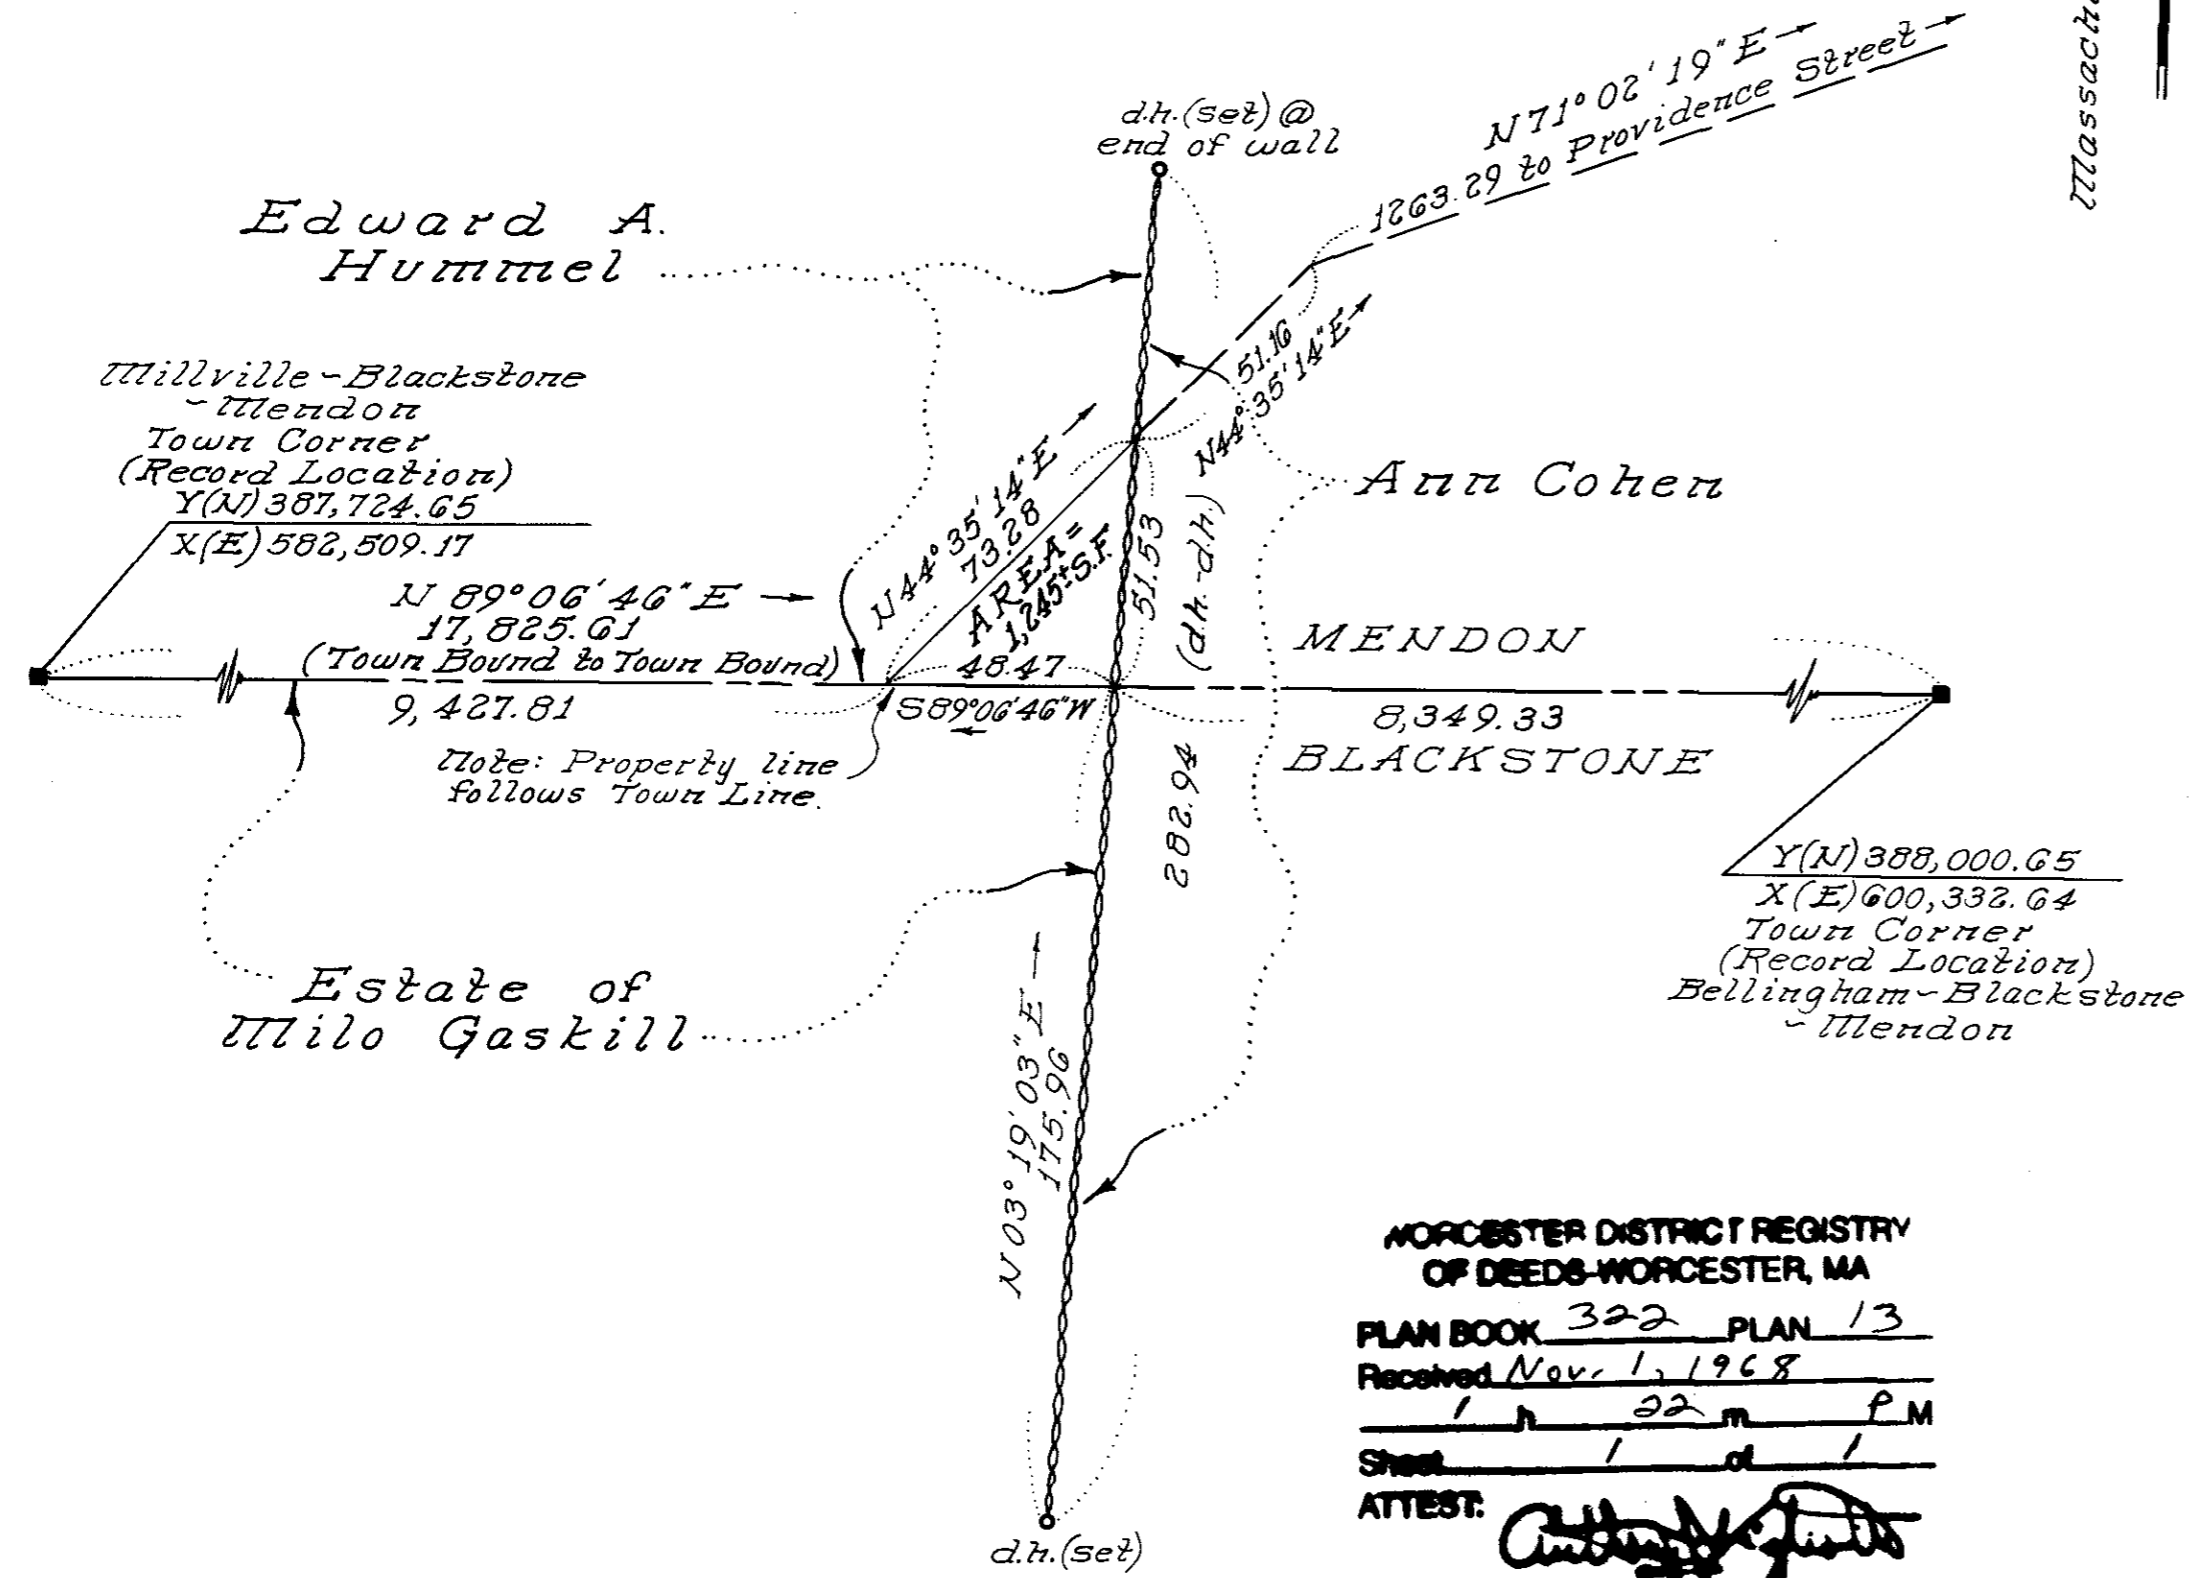 Massach
N71° 02' 19" E
1263.29 to Providence Street
d.h.(set) @
end of wall
Edward A.
Hummel
Millville ~ Blackstone
~ Mendon
Town Corner
(Record Location)
Y(N) 387,724.65
X(E) 582,509.17
N 89° 06' 46" E
17,825.61
(Town Bound to Town Bound)
9,427.81
N44° 35' 14" E
73.28
AREA =
1,245± S.F.
51.16
N44° 35' 14" E
51.53
(d.h.-d.h.)
282.94
Ann Cohen
48.47
S89°06'46"W
MENDON
8,349.33
BLACKSTONE
Note: Property line
follows Town Line.
Y(N) 388,000.65
X(E) 600,332.64
Town Corner
(Record Location)
Bellingham ~ Blackstone
~ Mendon
Estate of
Milo Gaskill
N03° 19' 03" E
175.96
d.h.(set)
WORCESTER DISTRICT REGISTRY
OF DEEDS-WORCESTER, MA
PLAN BOOK 322 PLAN 13
Received Nov. 1, 1968
1 h 22 m P M
Sheet 1 of 1
ATTEST: